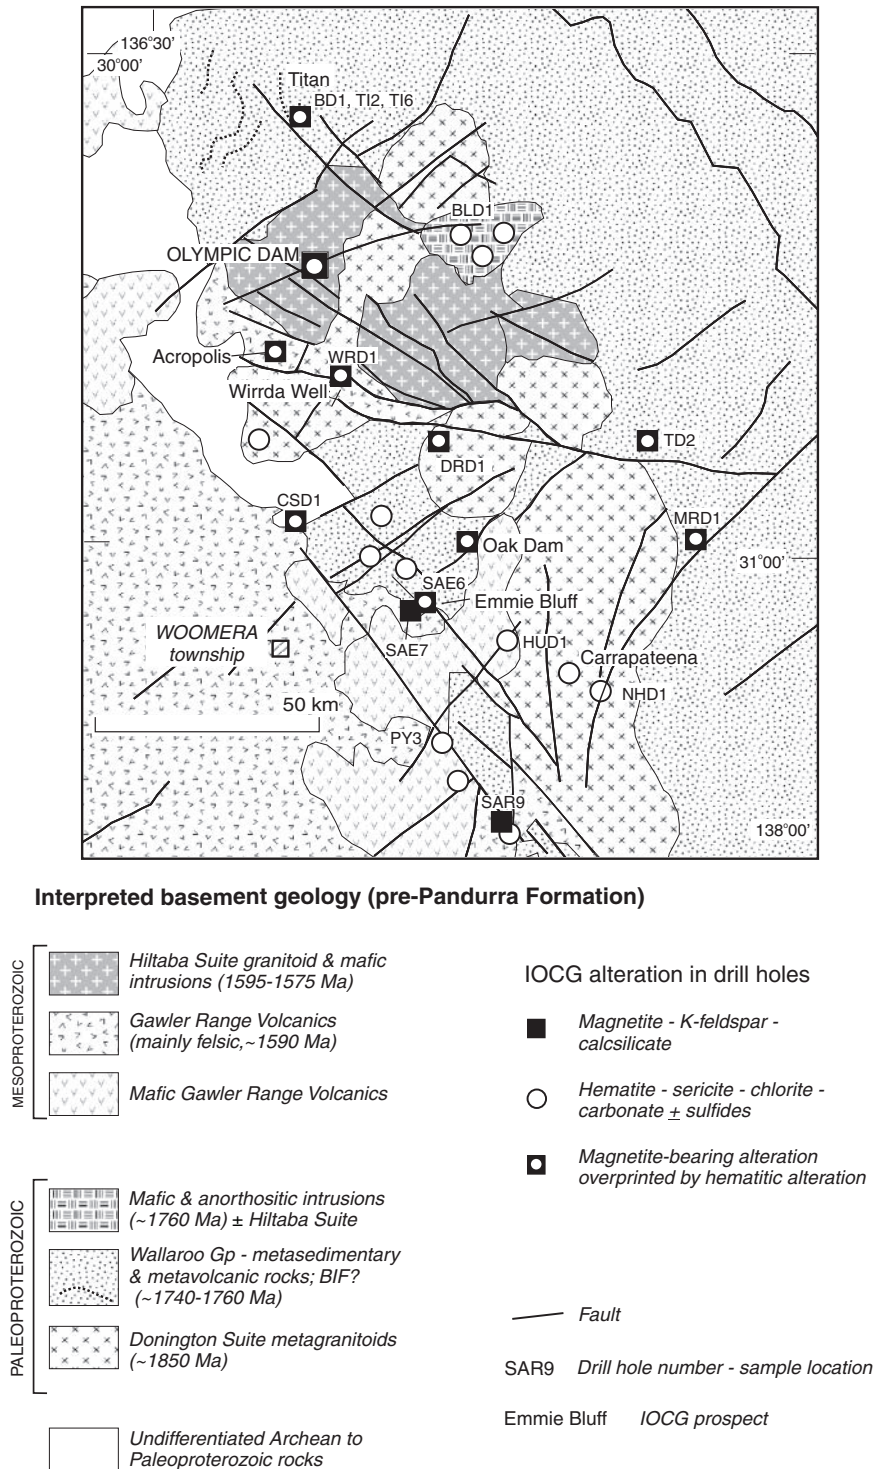 136°30'
30°00'
Titan
BD1, TI2, TI6
BLD1
OLYMPIC DAM
Acropolis
WRD1
Wirrda Well
DRD1
TD2
CSD1
MRD1
Oak Dam
31°00'
SAE6
Emmie Bluff
WOOMERA
township
SAE7
HUD1
Carrapateena
NHD1
50 km
PY3
SAR9
138°00'
Interpreted basement geology (pre-Pandurra Formation)
MESOPROTEROZOIC
Hiltaba Suite granitoid & mafic
intrusions (1595-1575 Ma)
Gawler Range Volcanics
(mainly felsic,~1590 Ma)
Mafic Gawler Range Volcanics
PALEOPROTEROZOIC
Mafic & anorthositic intrusions
(~1760 Ma) ± Hiltaba Suite
Wallaroo Gp - metasedimentary
& metavolcanic rocks; BIF?
(~1740-1760 Ma)
Donington Suite metagranitoids
(~1850 Ma)
Undifferentiated Archean to
Paleoproterozoic rocks
IOCG alteration in drill holes
Magnetite - K-feldspar -
calcsilicate
Hematite - sericite - chlorite -
carbonate ± sulfides
Magnetite-bearing alteration
overprinted by hematitic alteration
Fault
SAR9 Drill hole number - sample location
Emmie Bluff IOCG prospect